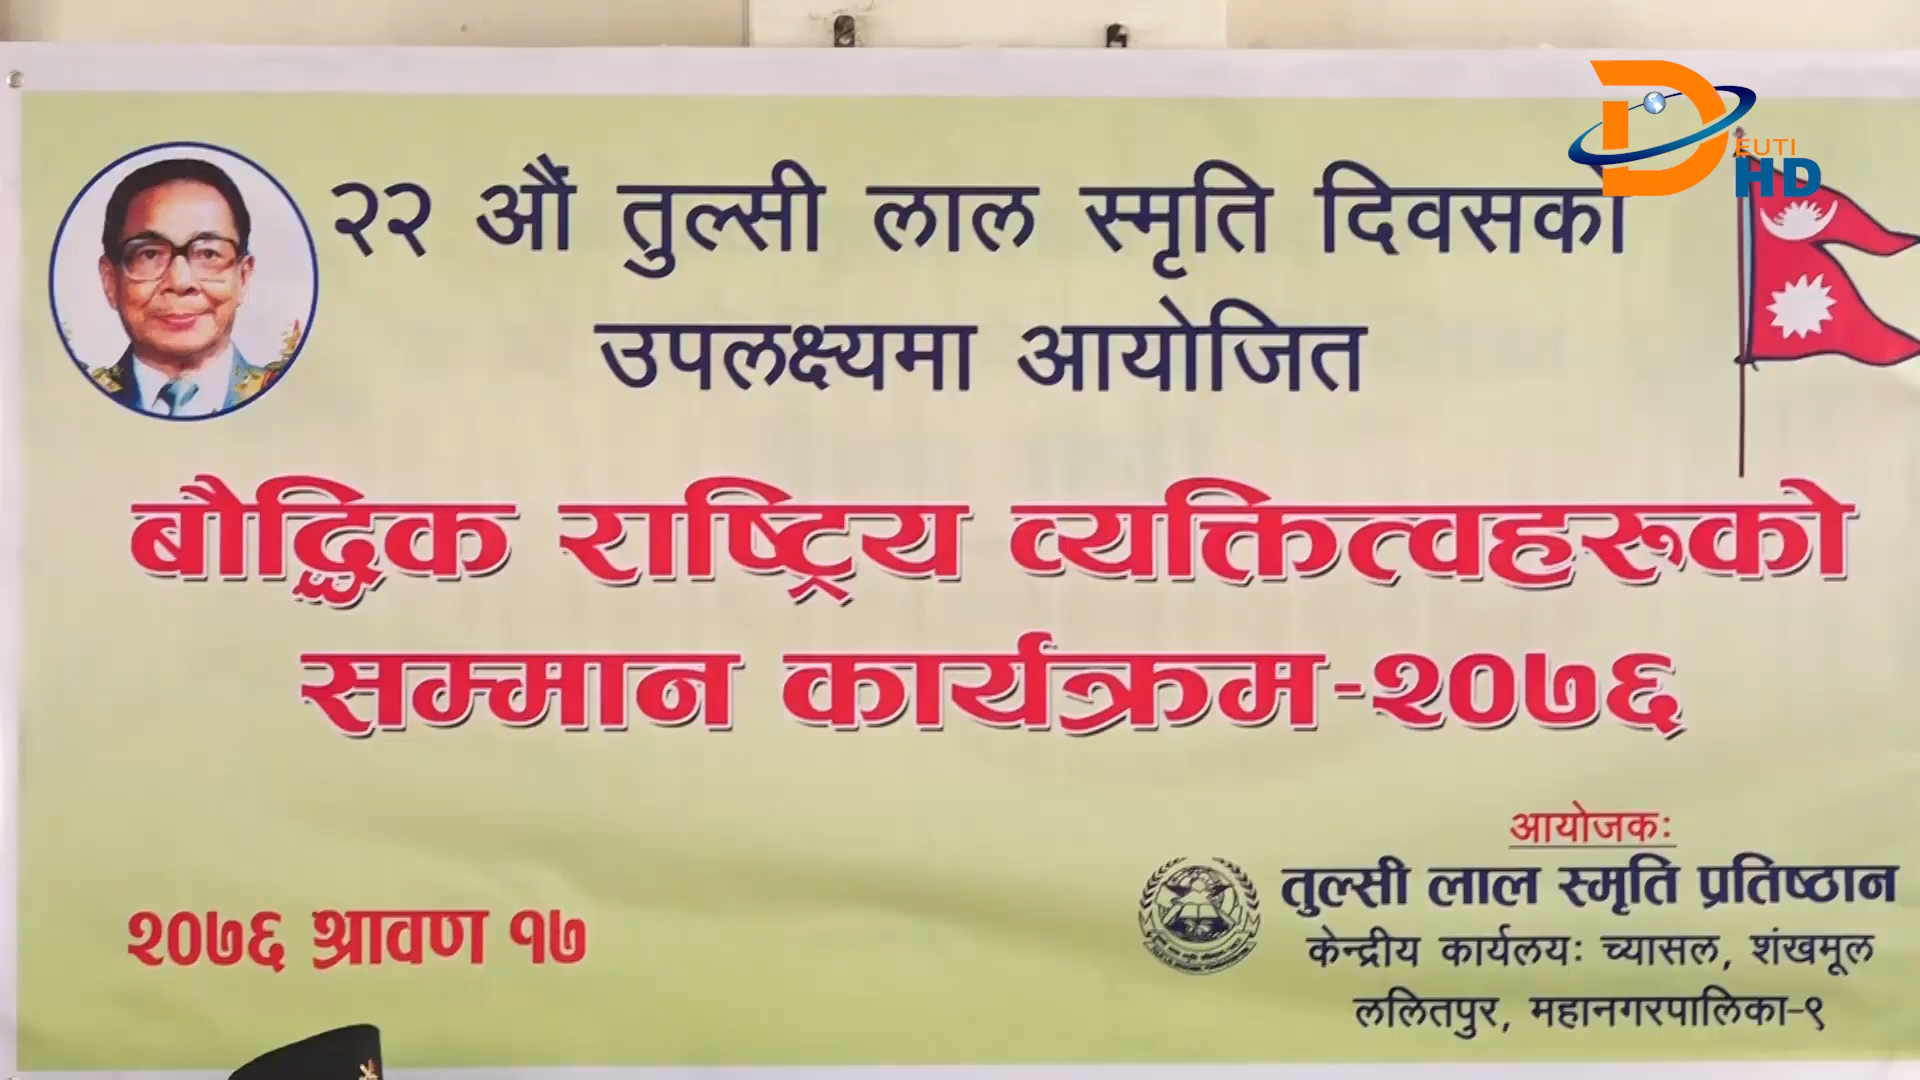 DEUTI
HD
२२ औं तुल्सी लाल स्मृति दिवसको
उपलक्ष्यमा आयोजित
बौद्धिक राष्ट्रिय व्यक्तित्वहरुको
सम्मान कार्यक्रम-२०७६
आयोजकः
तुल्सी लाल स्मृति प्रतिष्ठान
केन्द्रीय कार्यलयः च्यासल, शंखमूल
ललितपुर, महानगरपालिका-९
२०७६ श्रावण १७